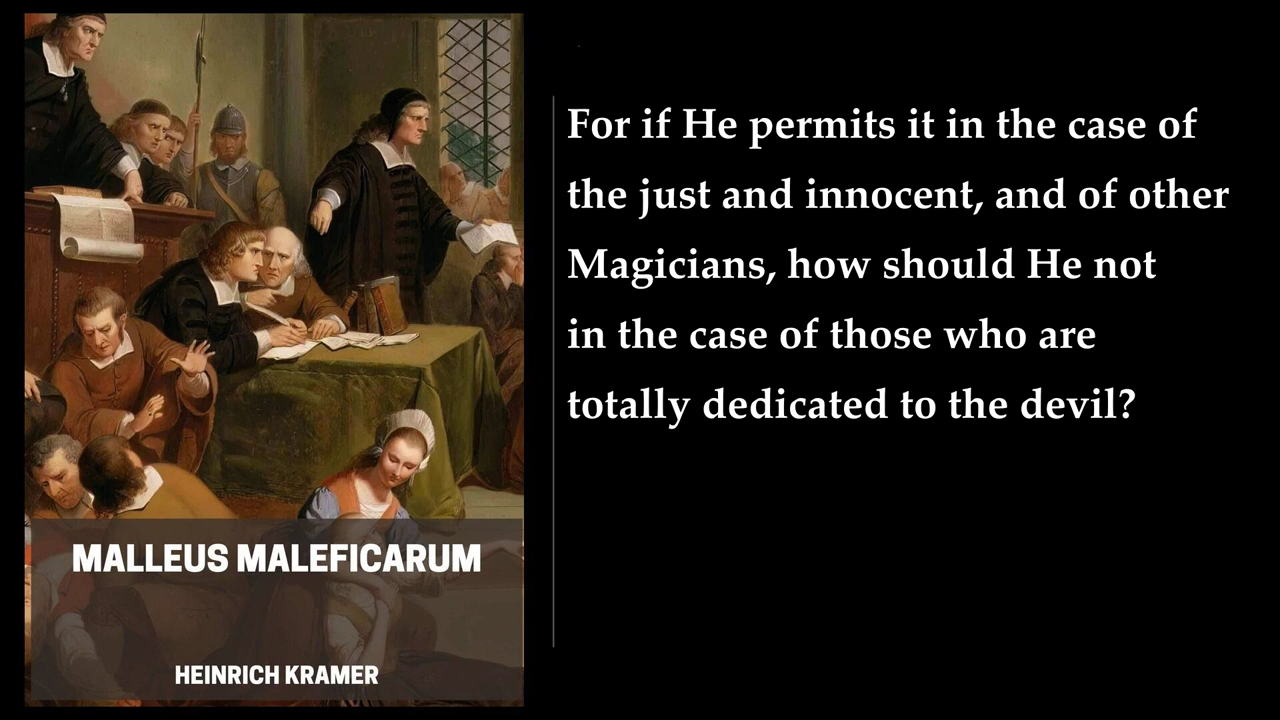 MALLEUS MALEFICARUM
HEINRICH KRAMER
For if He permits it in the case of
the just and innocent, and of other
Magicians, how should He not
in the case of those who are
totally dedicated to the devil?